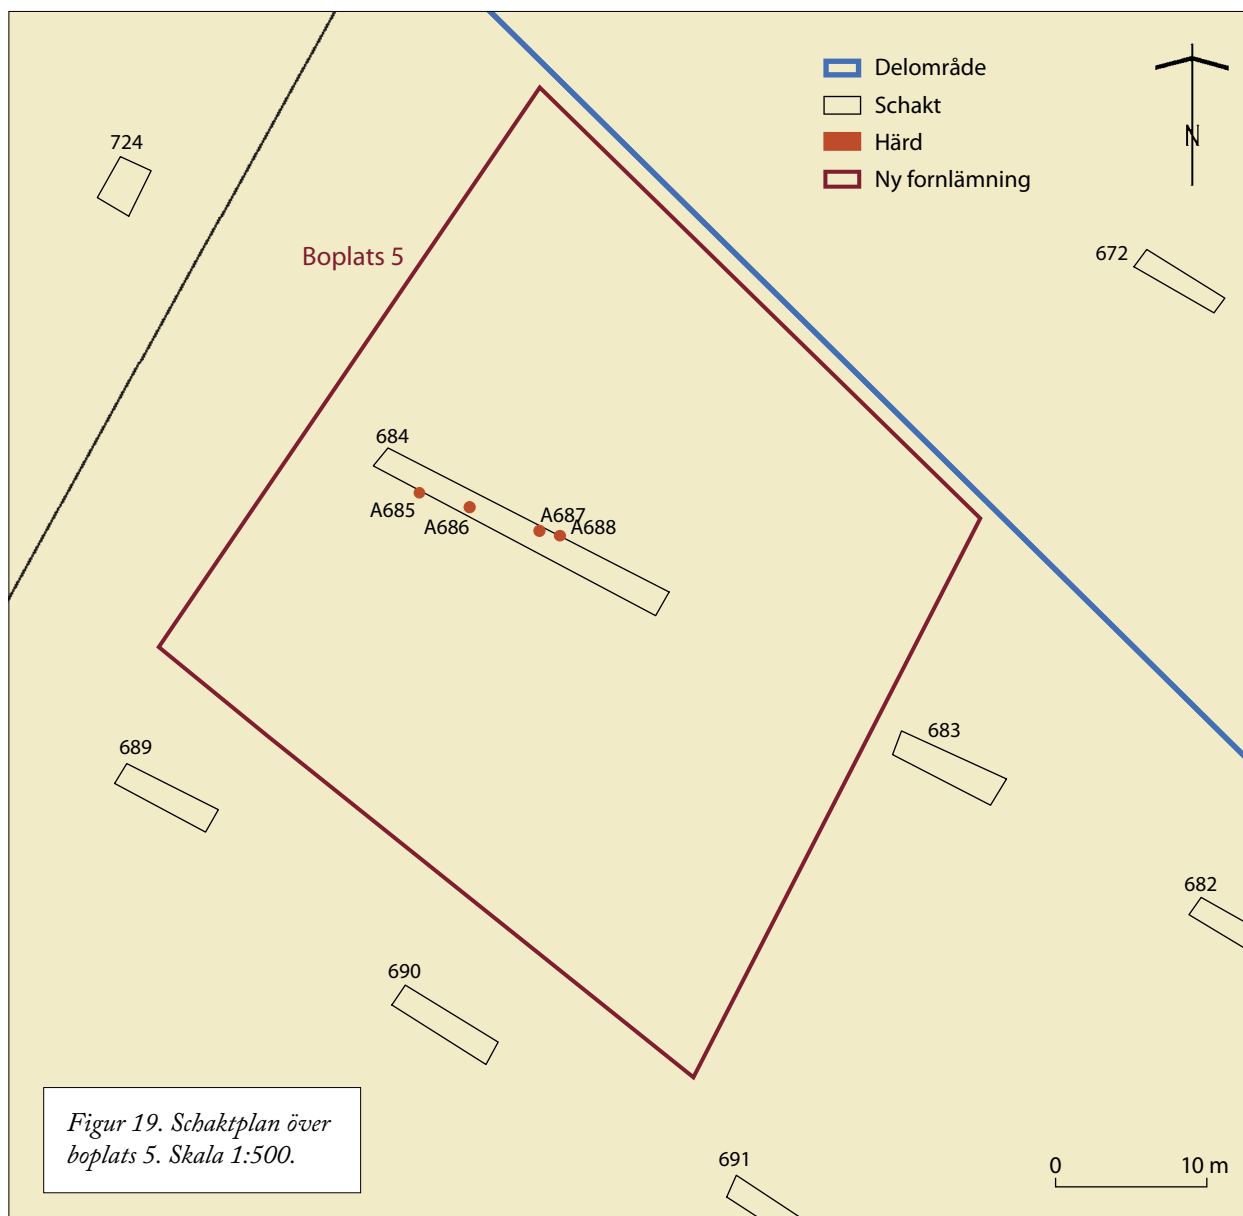 Delområde
Schakt
Härd
Ny fornlämning
N
724
672
Boplats 5
684
A685
A686
A687
A688
689
683
682
690
691
Figur 19. Schaktplan över
boplats 5. Skala 1:500.
0 10 m